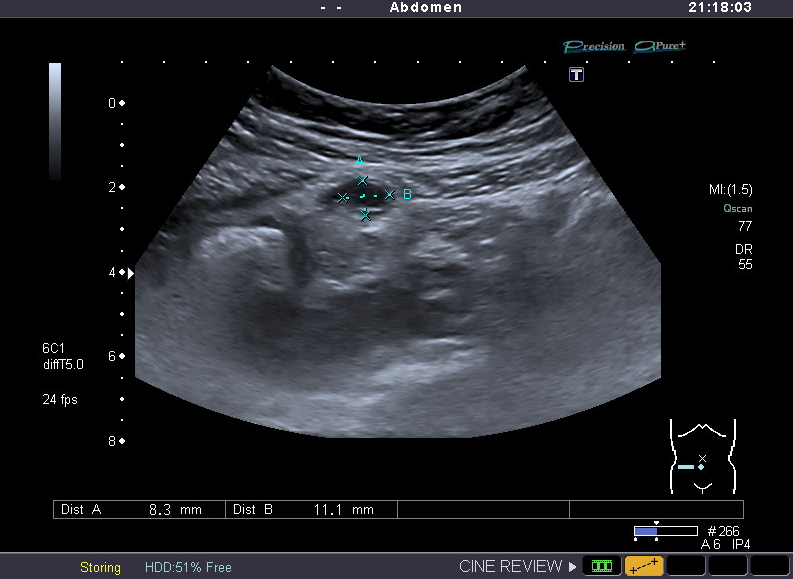 - - Abdomen 21:18:03
Precision APure+
T
0
2
4
6
8
A
B
MI:(1.5)
Qscan
77
DR
55
6C1
diffT5.0
24 fps
Dist A 8.3 mm Dist B 11.1 mm
#266
A 6 IP4
Storing HDD:51% Free CINE REVIEW